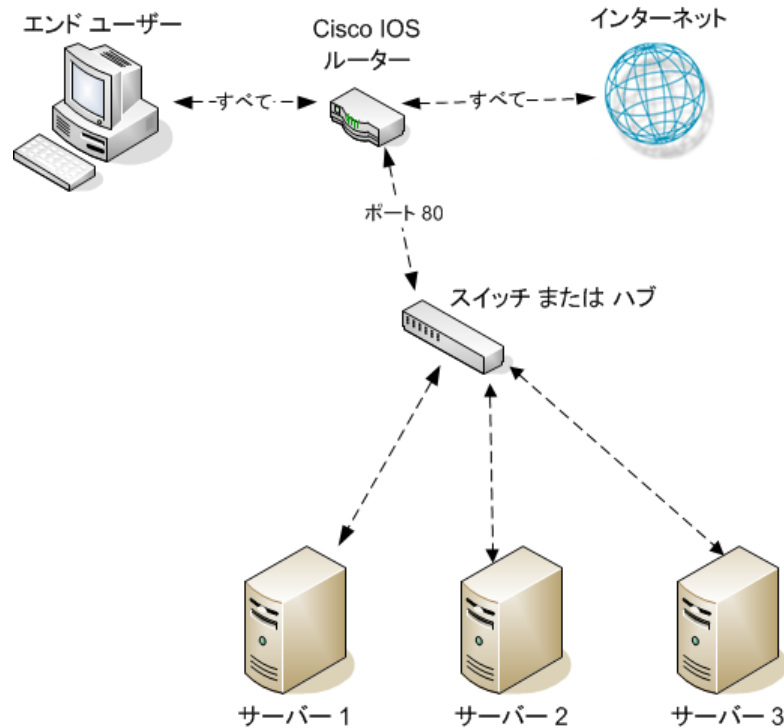 エンド ユーザー
Cisco IOS
ルーター
インターネット
すべて
すべて
ポート 80
スイッチ または ハブ
サーバー 1
サーバー 2
サーバー 3